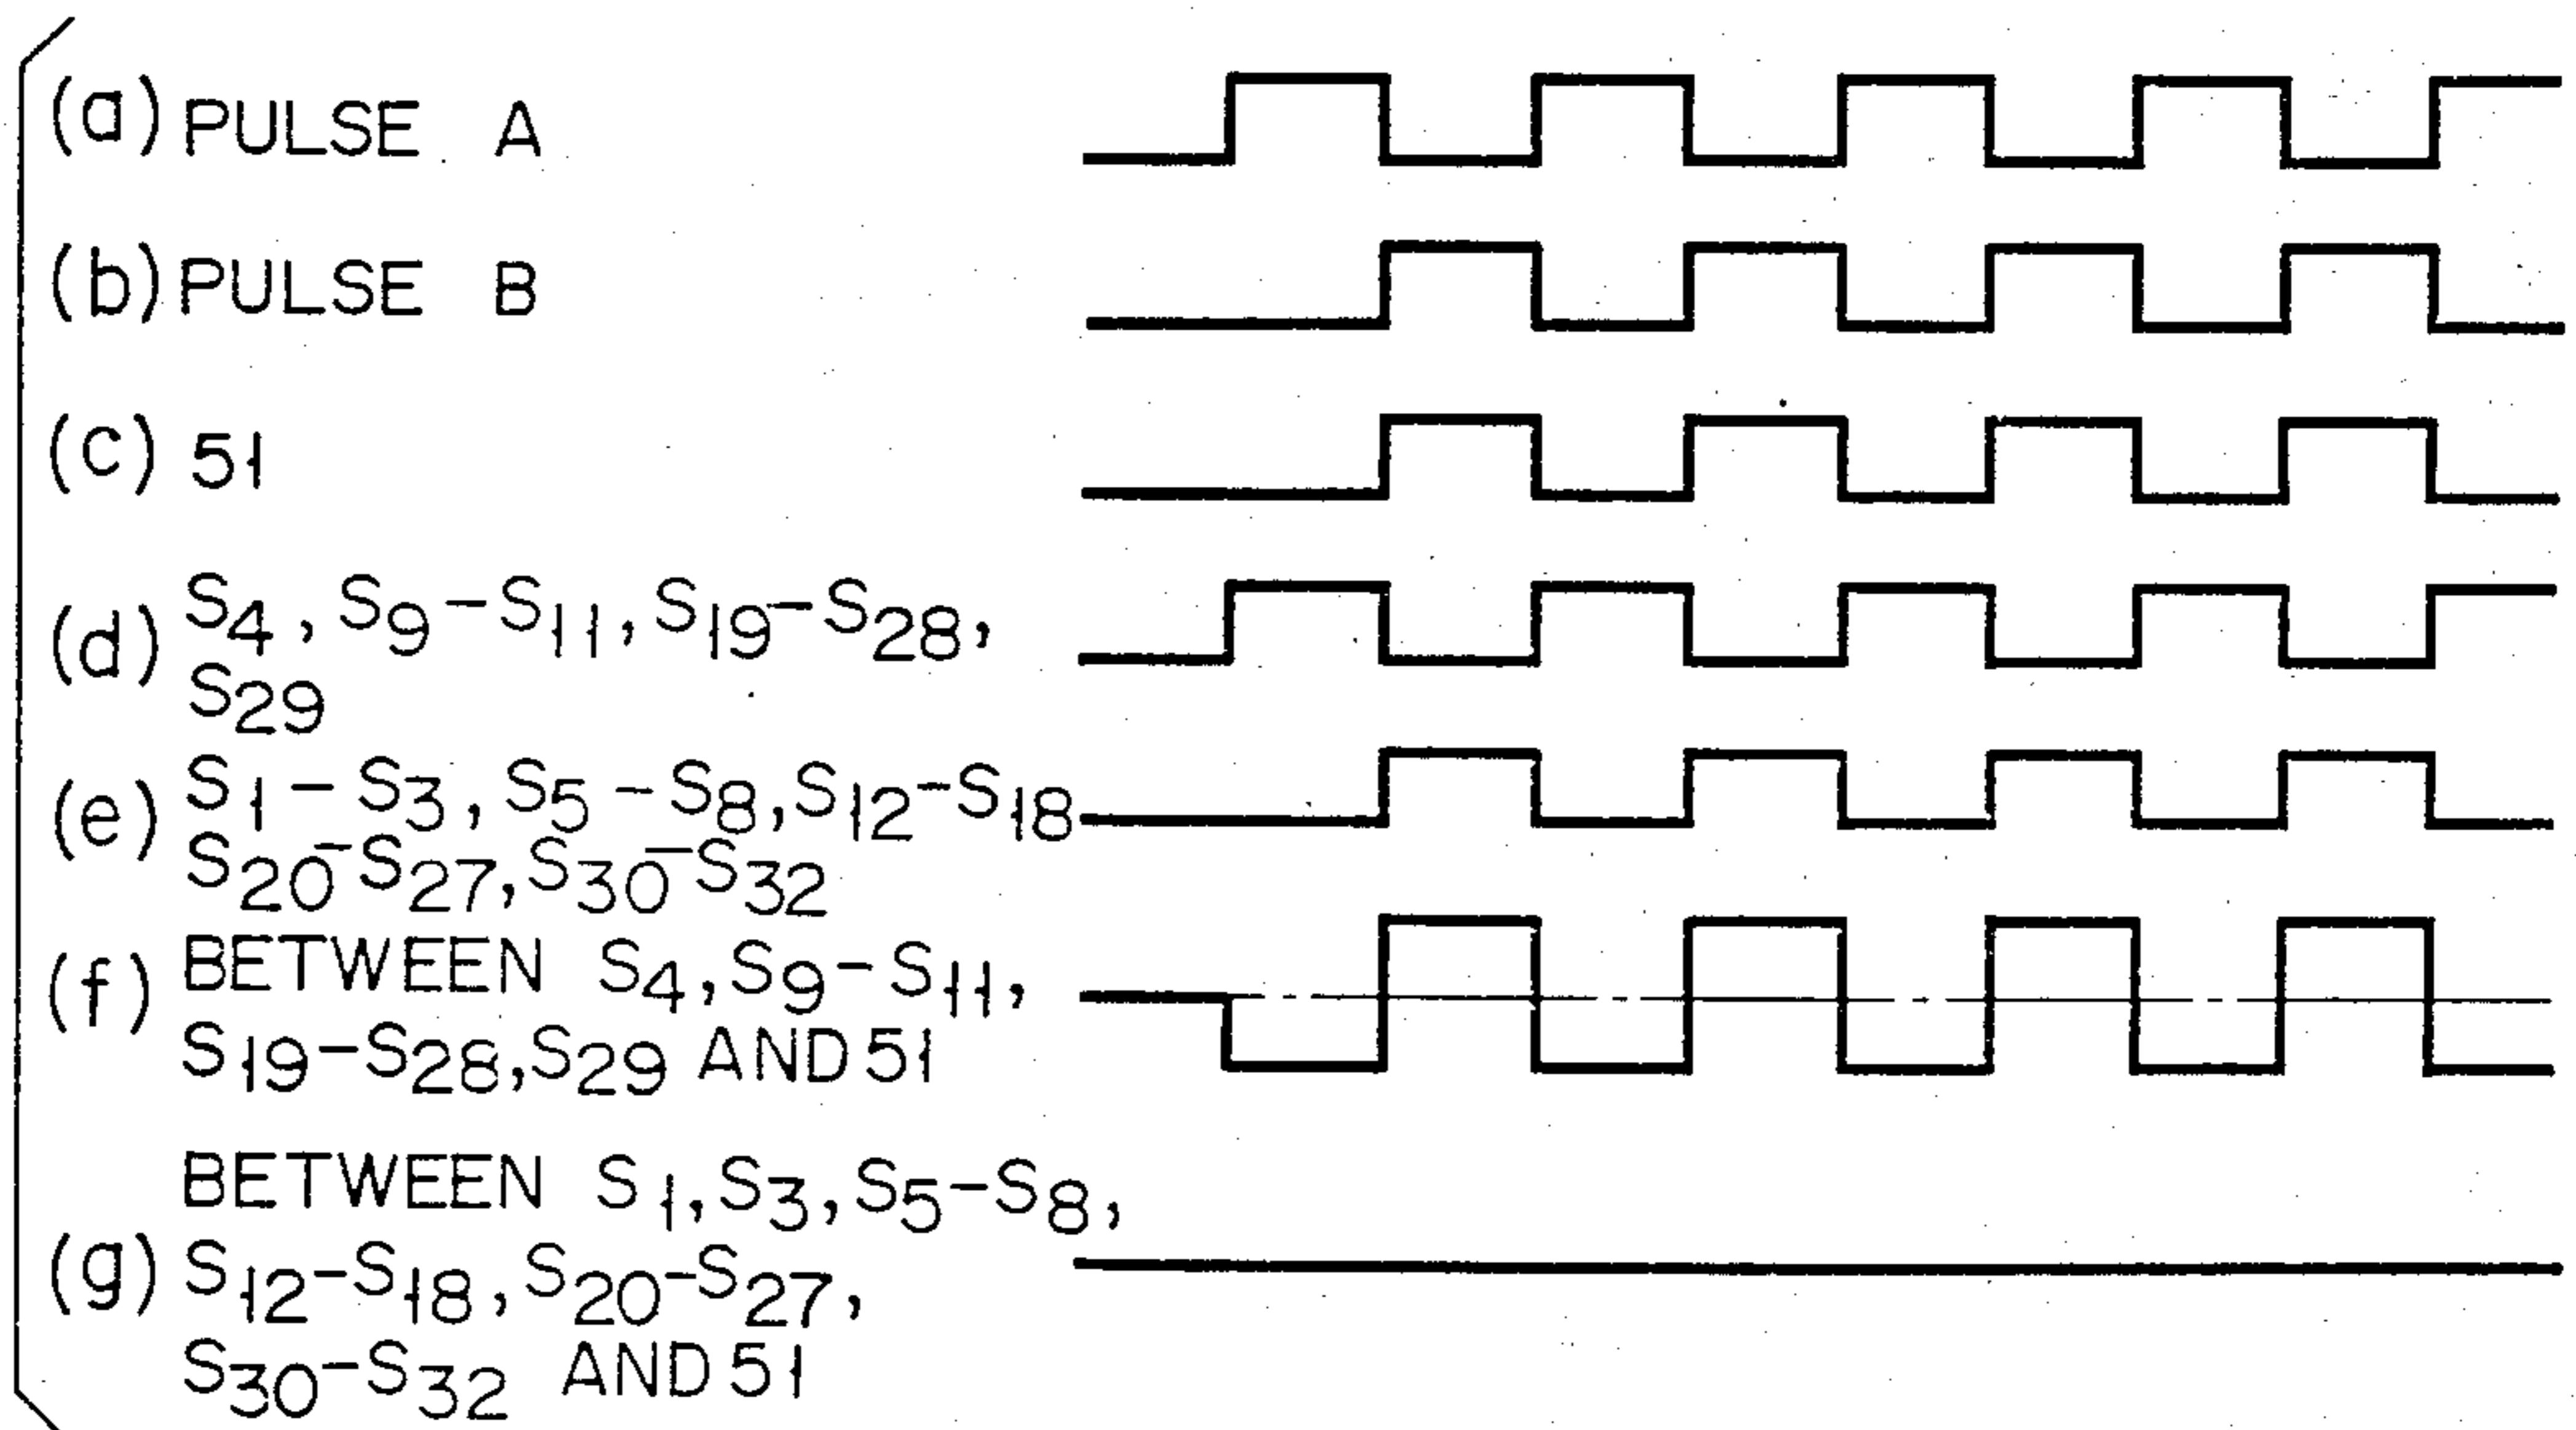 (a) PULSE A
(b) PULSE B
(c) 51
(d) S4, S9-S11, S19-S28,
S29
(e) S1-S3, S5-S8, S12-S18
S20-S27, S30-S32
(f) BETWEEN S4, S9-S11,
S19-S28, S29 AND 51
BETWEEN S1, S3, S5-S8,
(g) S12-S18, S20-S27,
S30-S32 AND 51